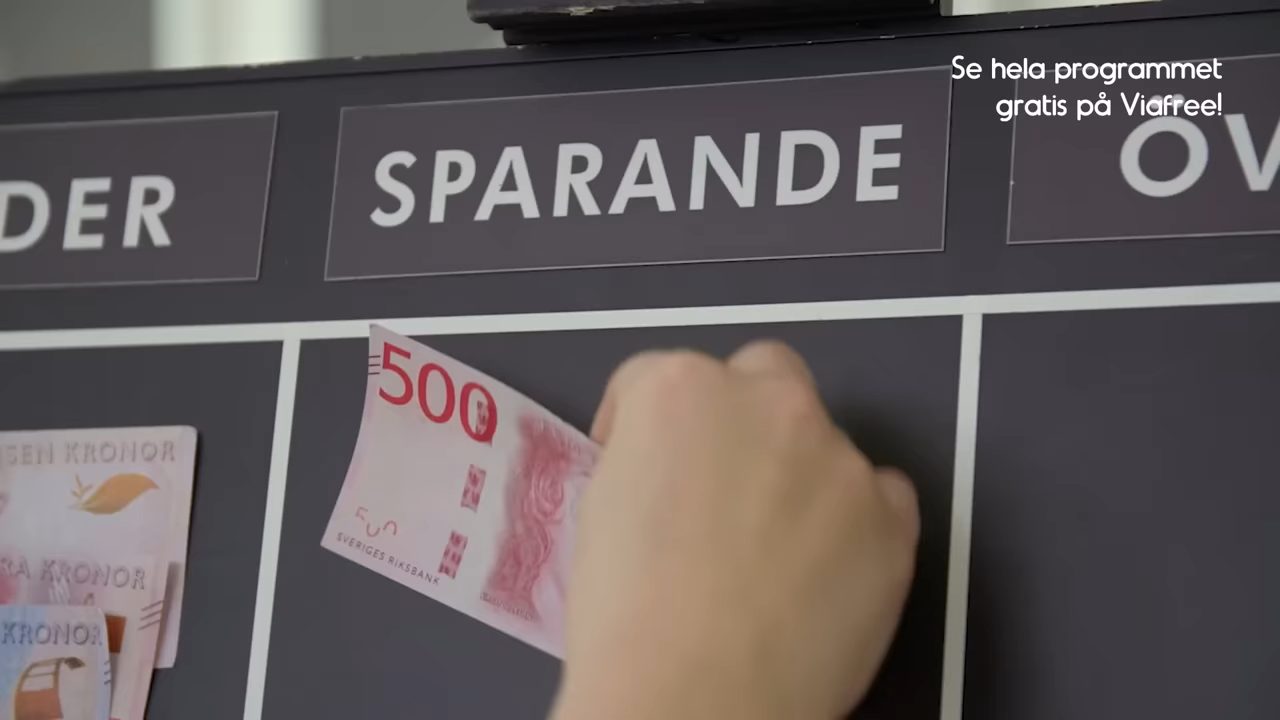 Se hela programmet
gratis på Viafree!
DER
SPARANDE
ÖV
500
SVERIGES RIKSBANK
SEN KRONOR
RA KRONOR
KRONOR